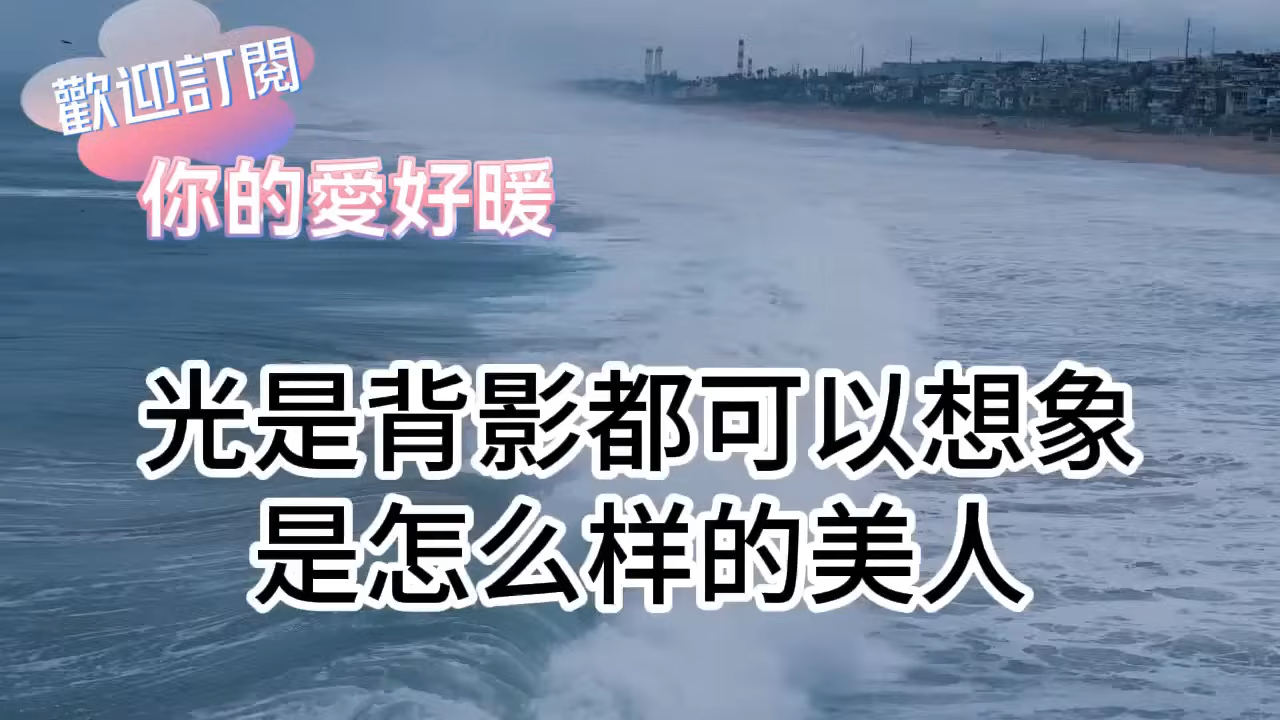 歡迎訂閱
你的愛好暖
光是背影都可以想象
是怎么样的美人